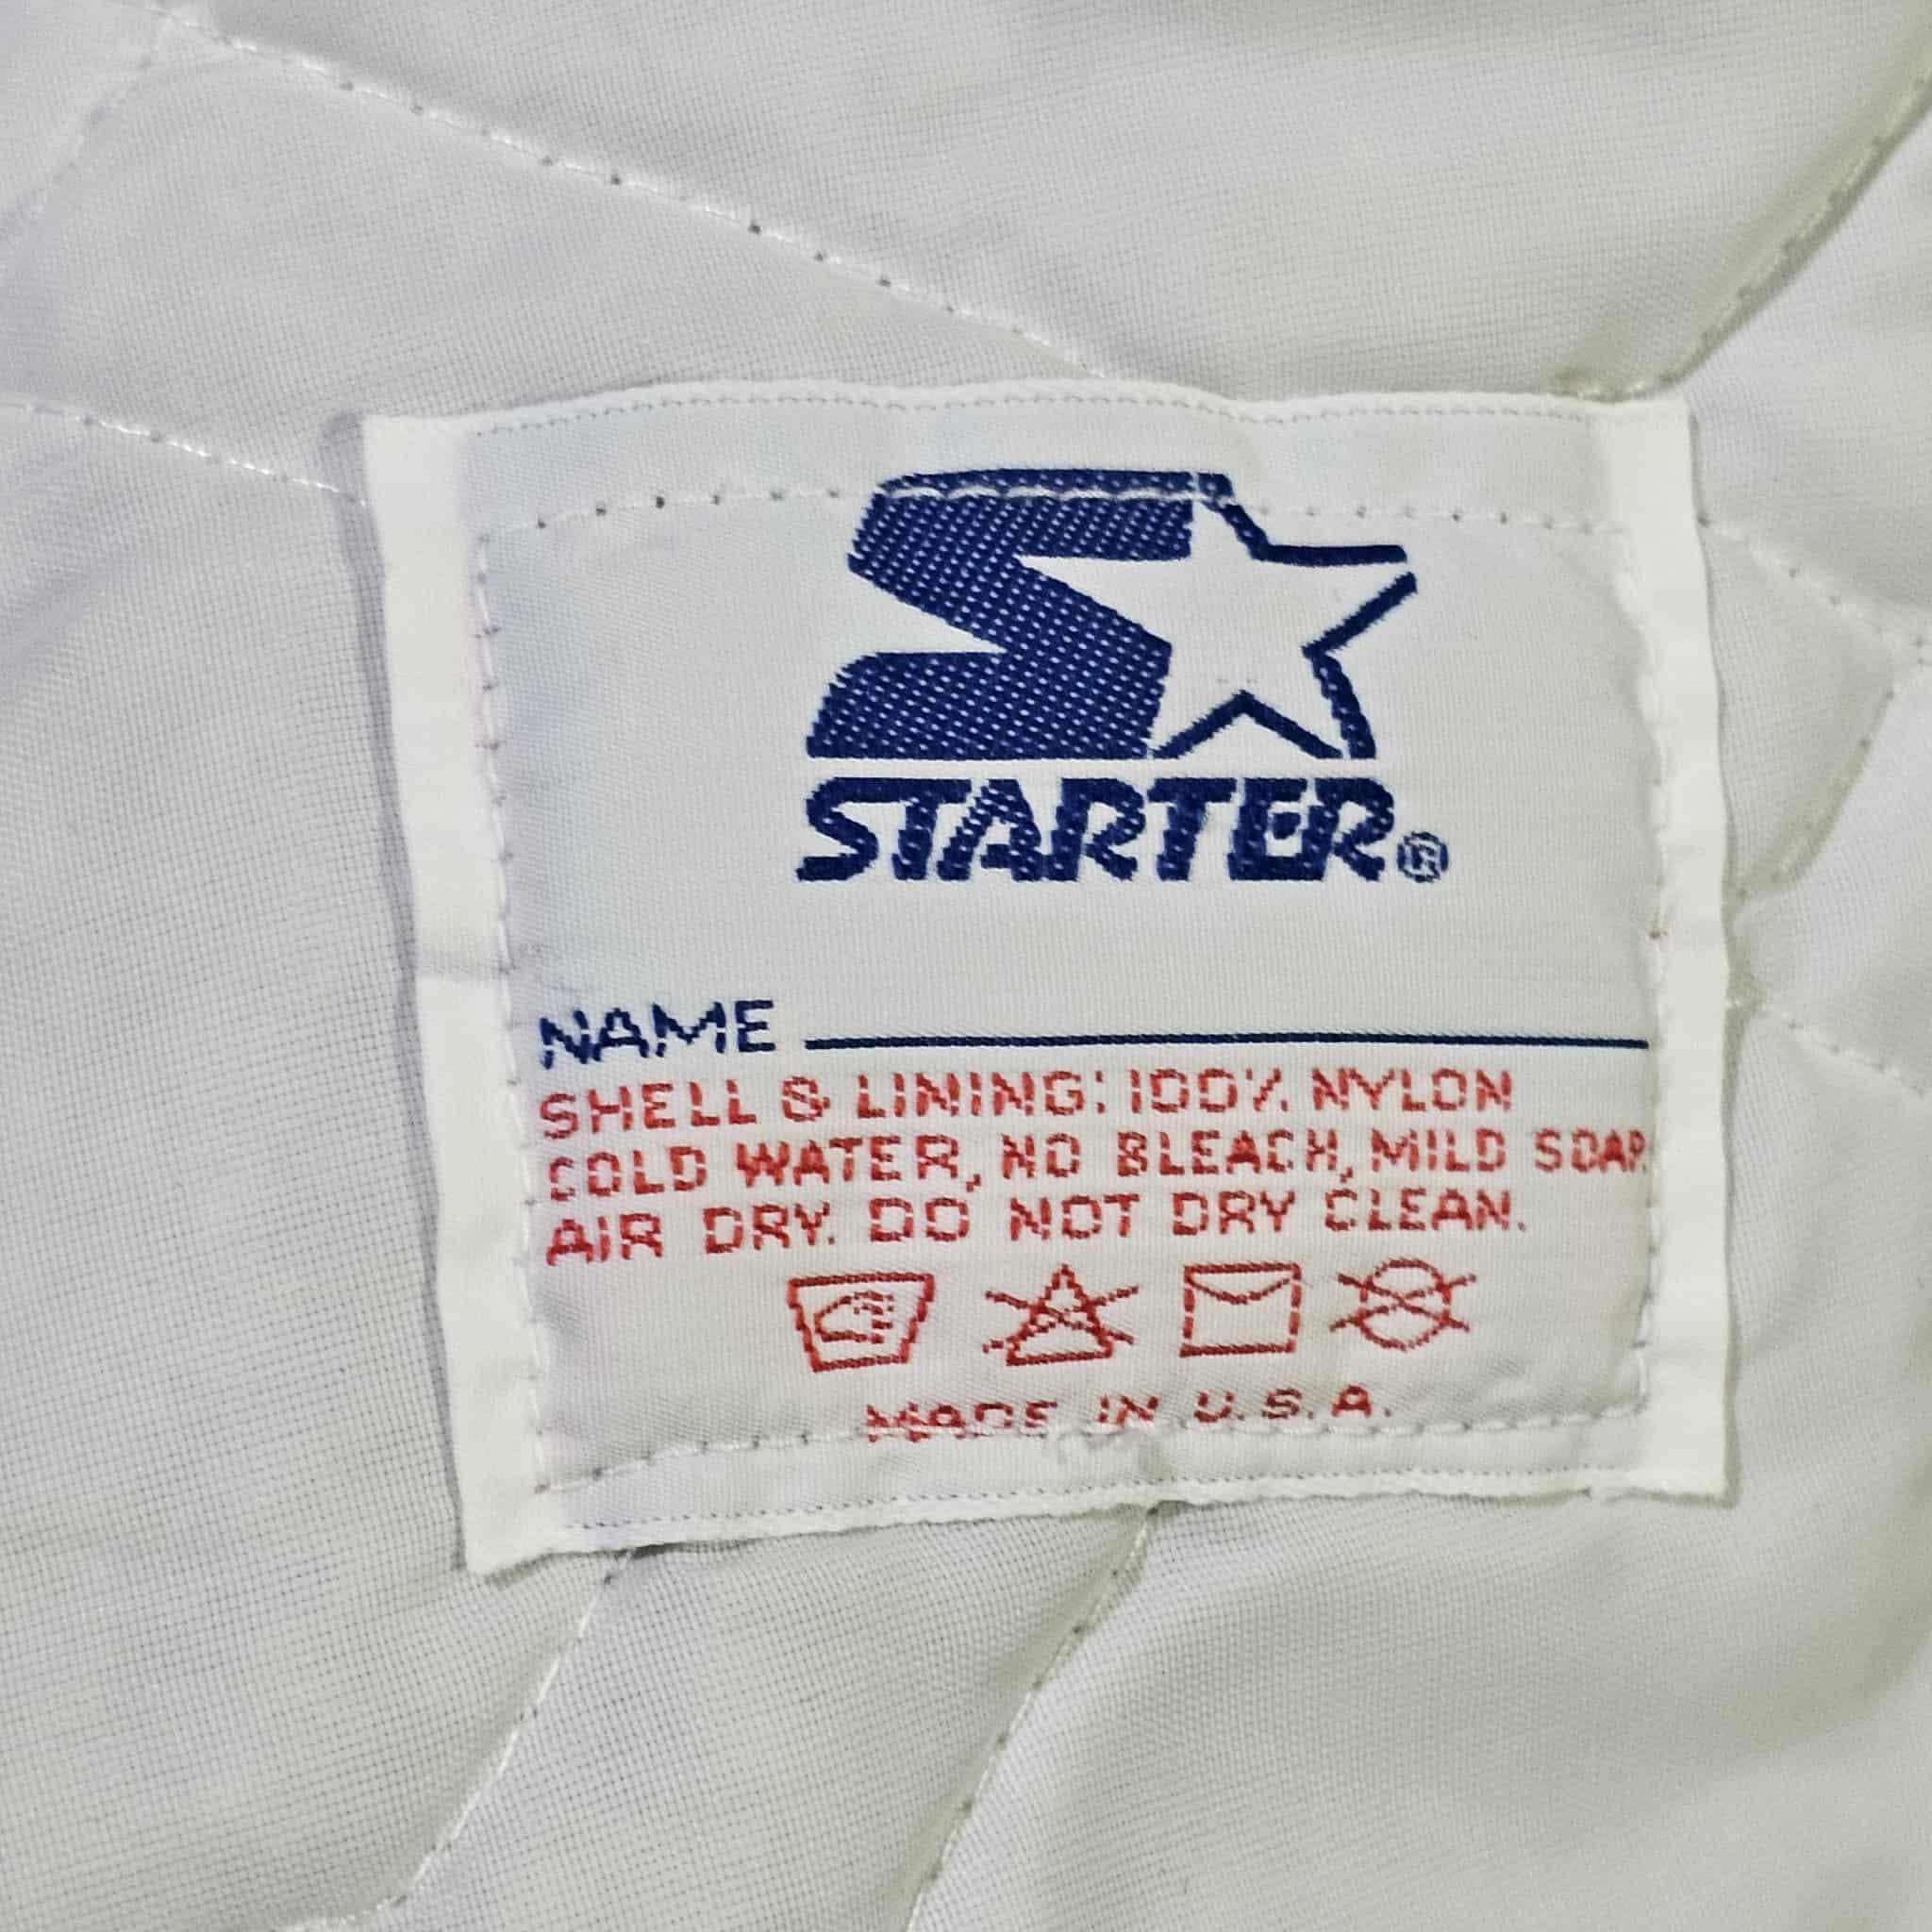 STARTER®
NAME
SHELL & LINING: 100% NYLON
COLD WATER, NO BLEACH, MILD SOAP.
AIR DRY. DO NOT DRY CLEAN.
MADE IN U.S.A.